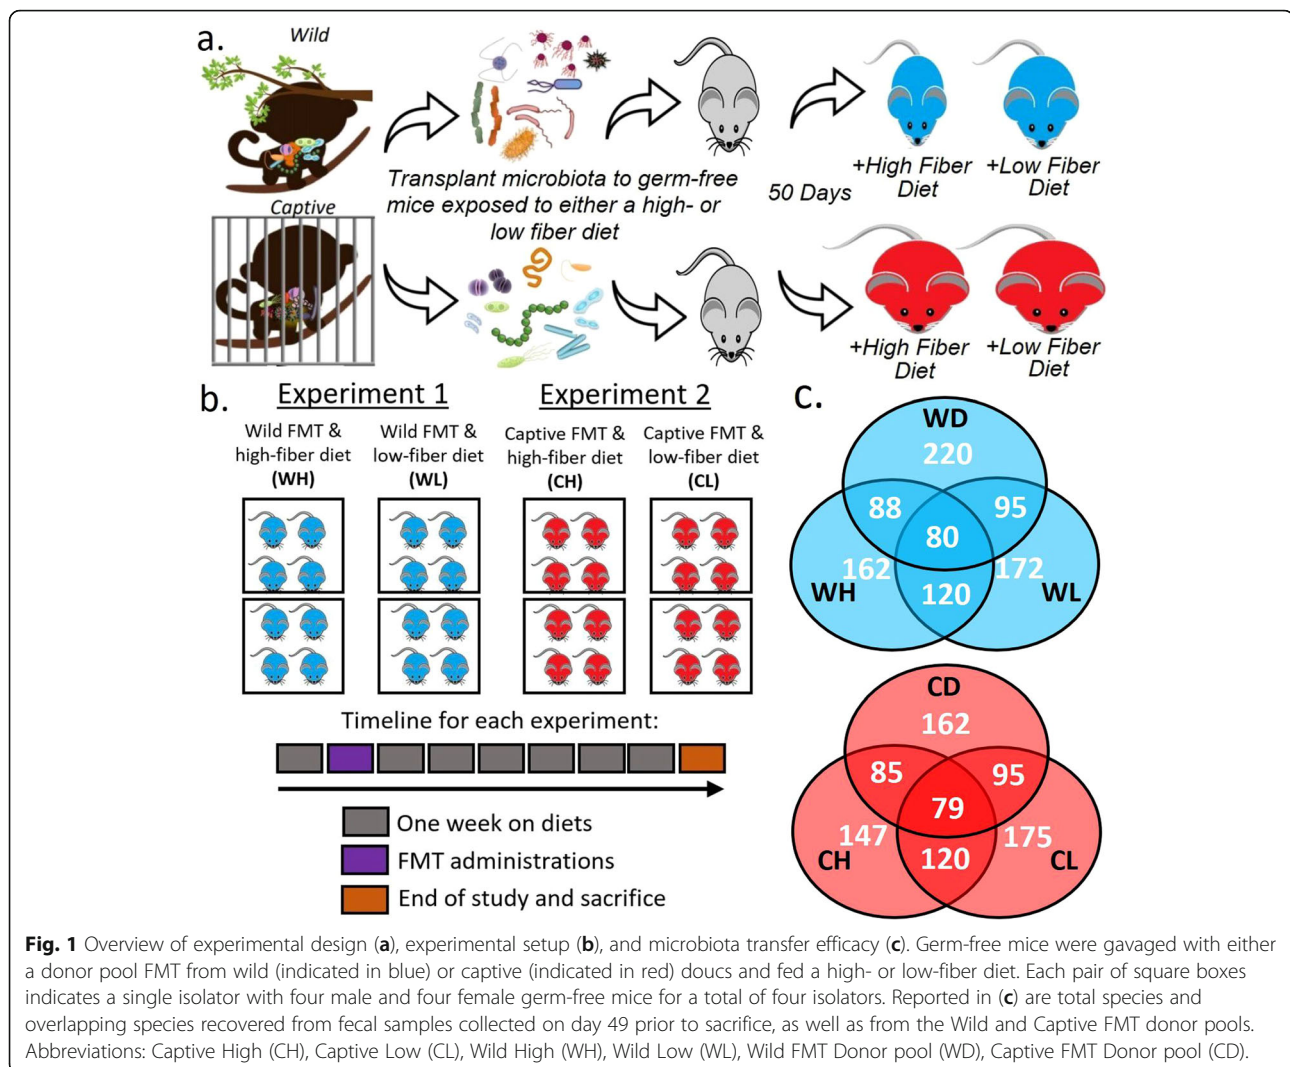 a.
Wild
Captive
Transplant microbiota to germ-free
mice exposed to either a high- or
low fiber diet
50 Days
+High Fiber
Diet
+Low Fiber
Diet
+High Fiber
Diet
+Low Fiber
Diet
b.
Experiment 1
Experiment 2
Wild FMT &
high-fiber diet
(WH)
Wild FMT &
low-fiber diet
(WL)
Captive FMT &
high-fiber diet
(CH)
Captive FMT &
low-fiber diet
(CL)
Timeline for each experiment:
One week on diets
FMT administrations
End of study and sacrifice
c.
WD
220
88
95
80
162
172
WH
120
WL
CD
162
85
95
79
147
175
CH
120
CL
Fig. 1 Overview of experimental design (a), experimental setup (b), and microbiota transfer efficacy (c). Germ-free mice were gavaged with either
a donor pool FMT from wild (indicated in blue) or captive (indicated in red) doucs and fed a high- or low-fiber diet. Each pair of square boxes
indicates a single isolator with four male and four female germ-free mice for a total of four isolators. Reported in (c) are total species and
overlapping species recovered from fecal samples collected on day 49 prior to sacrifice, as well as from the Wild and Captive FMT donor pools.
Abbreviations: Captive High (CH), Captive Low (CL), Wild High (WH), Wild Low (WL), Wild FMT Donor pool (WD), Captive FMT Donor pool (CD).